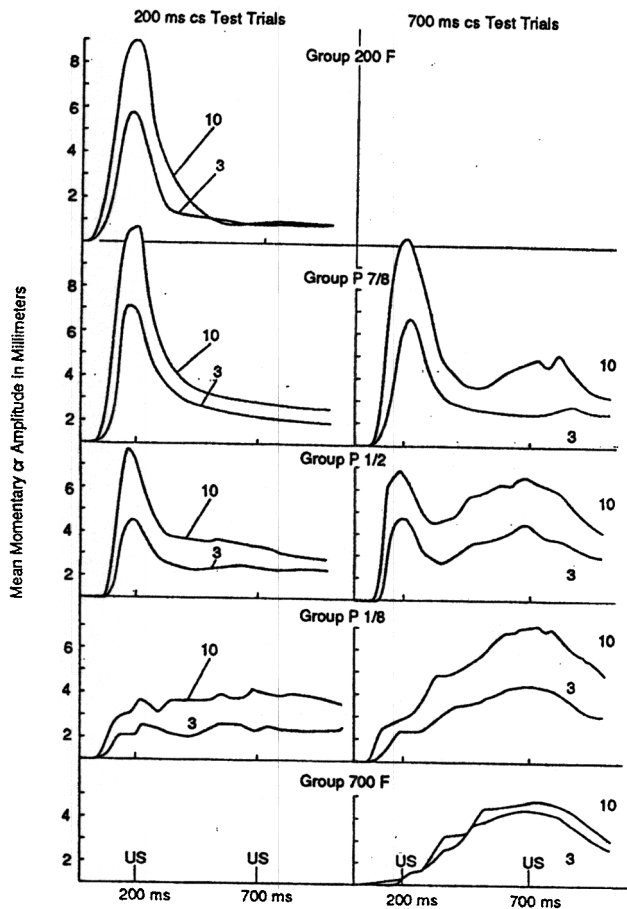 200 ms cs Test Trials
700 ms cs Test Trials
Group 200 F
8
6
4
2
10
3
Group P 7/8
8
6
4
2
10
3
10
3
Group P 1/2
6
4
2
10
3
10
3
Group P 1/8
6
4
2
10
3
10
3
Group 700 F
4
2
10
3
US
US
US
US
200 ms
700 ms
200 ms
700 ms
Mean Momentary cr Amplitude in Millimeters